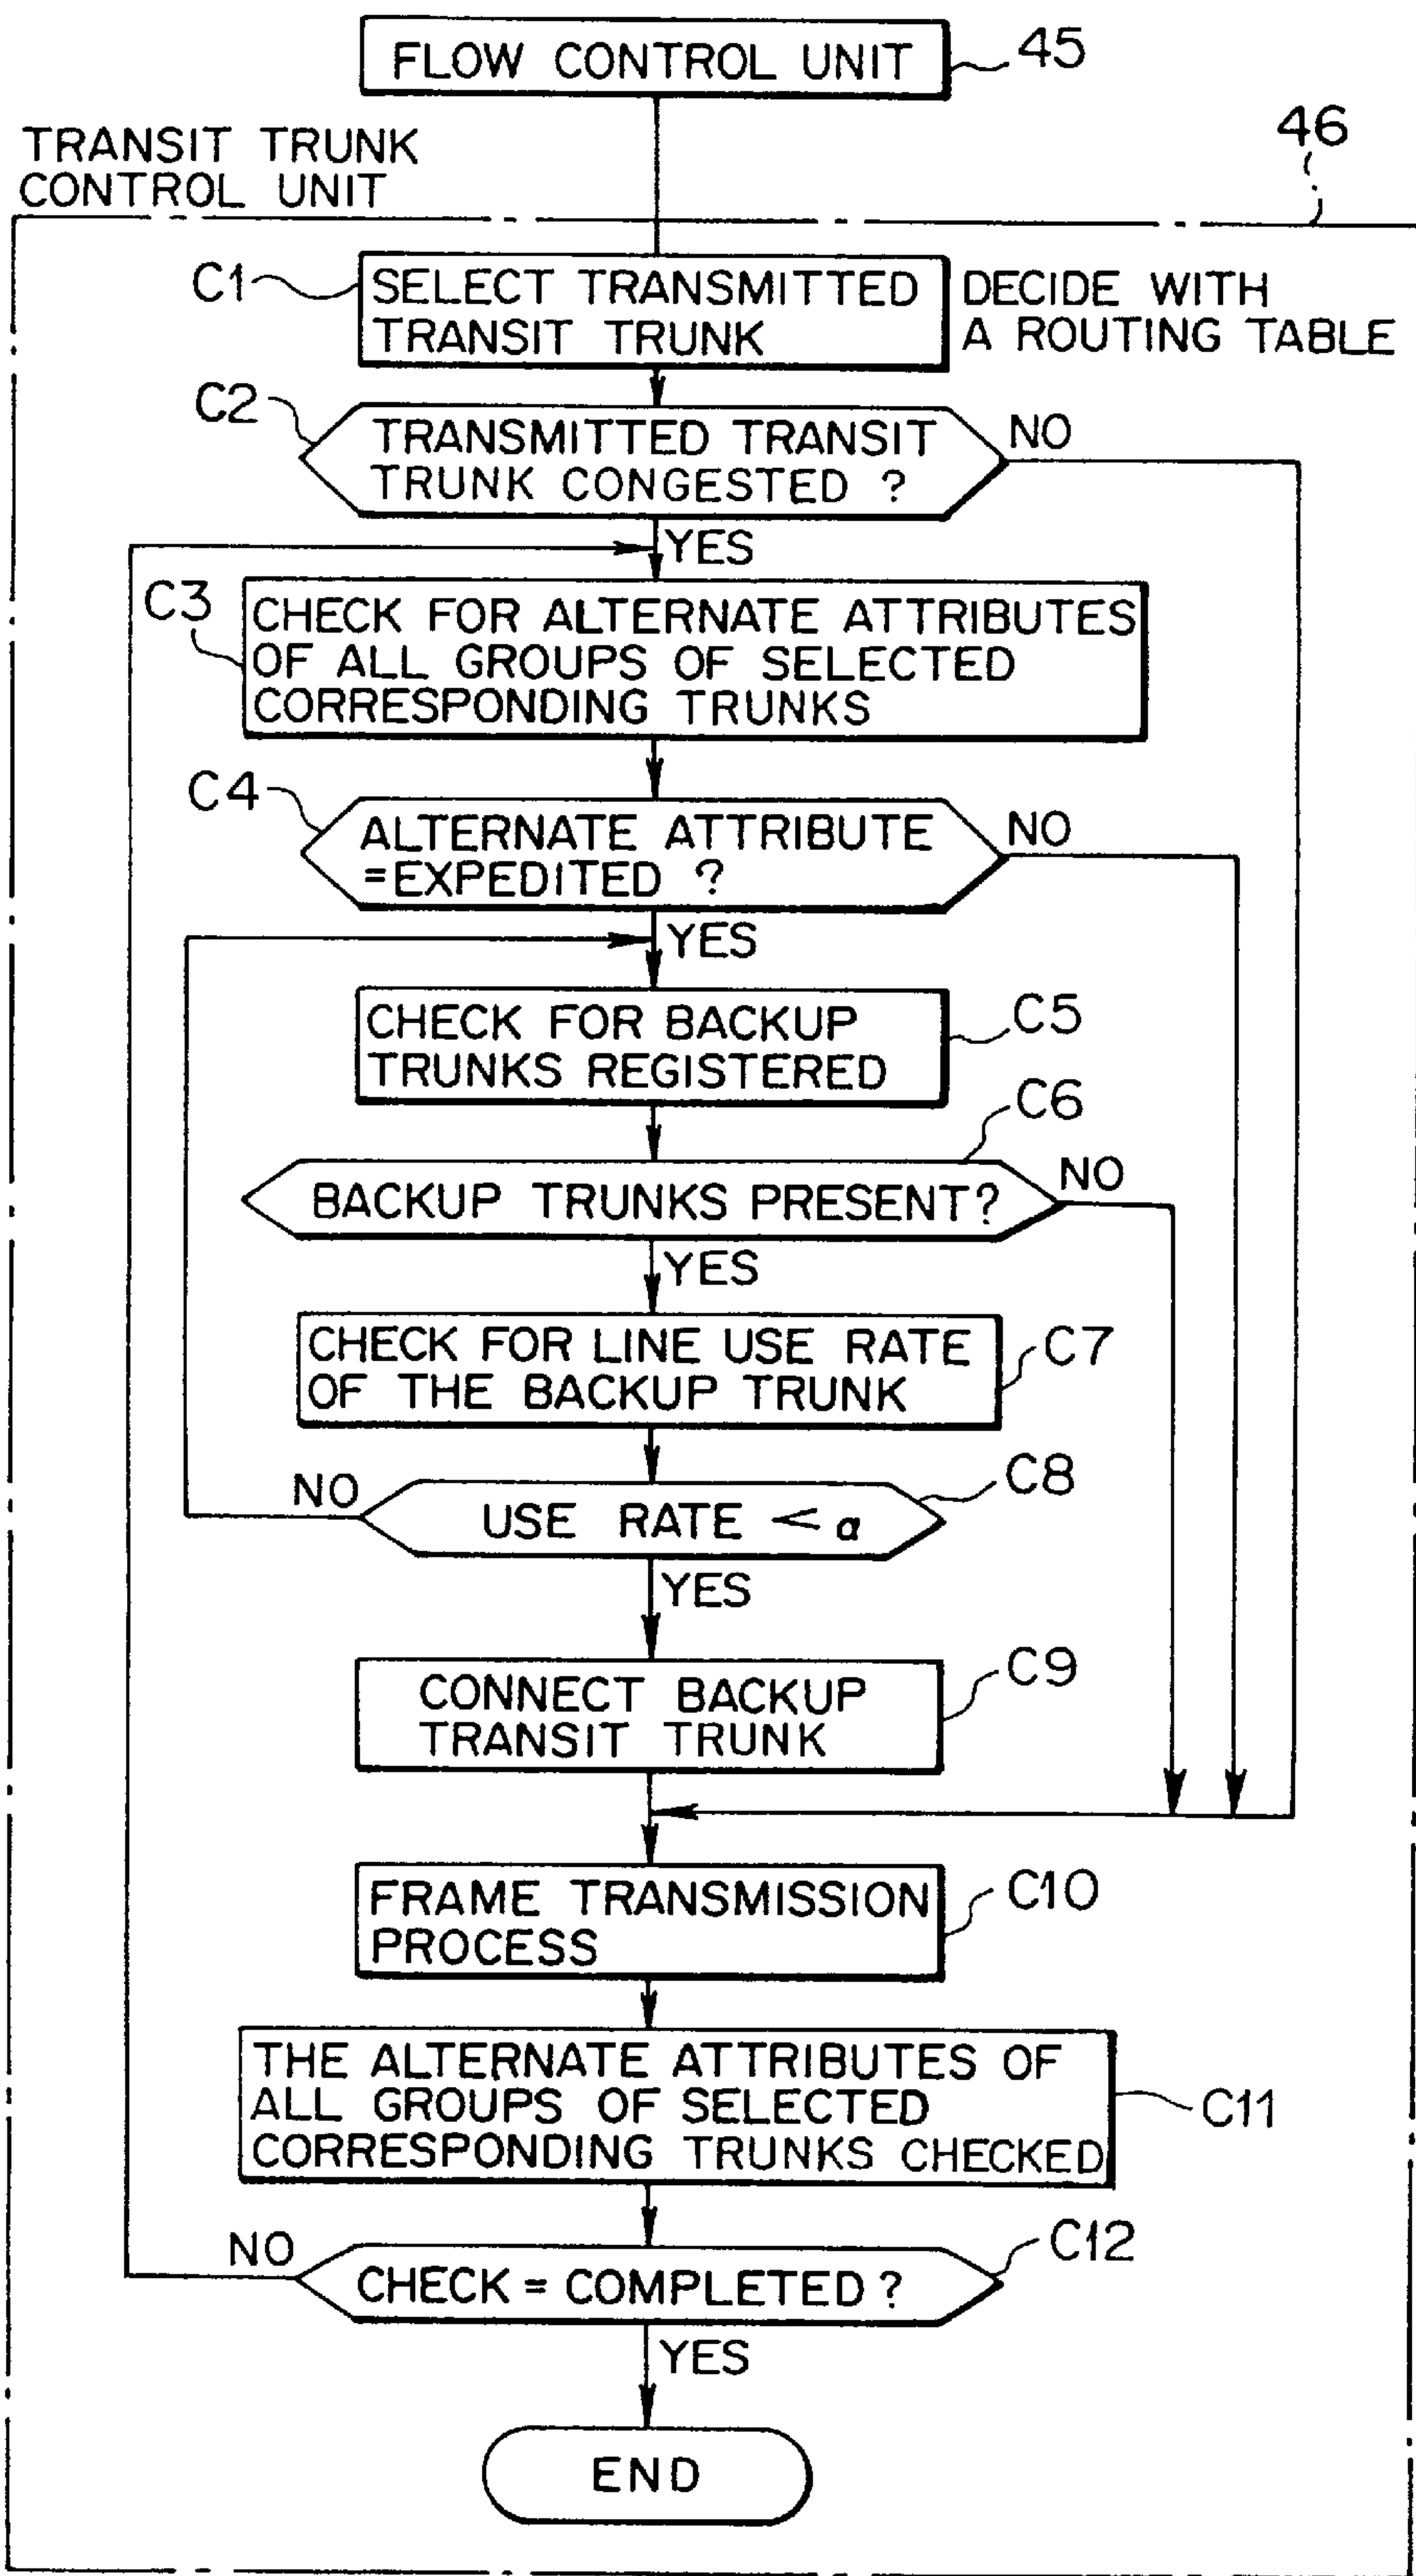 FLOW CONTROL UNIT
45
TRANSIT TRUNK
CONTROL UNIT
46
C1
SELECT TRANSMITTED
TRANSIT TRUNK
DECIDE WITH
A ROUTING TABLE
C2
TRANSMITTED TRANSIT
TRUNK CONGESTED ?
NO
YES
C3
CHECK FOR ALTERNATE ATTRIBUTES
OF ALL GROUPS OF SELECTED
CORRESPONDING TRUNKS
C4
ALTERNATE ATTRIBUTE
=EXPEDITED ?
NO
YES
CHECK FOR BACKUP
TRUNKS REGISTERED
C5
C6
BACKUP TRUNKS PRESENT?
NO
YES
CHECK FOR LINE USE RATE
OF THE BACKUP TRUNK
C7
NO
USE RATE < α
C8
YES
CONNECT BACKUP
TRANSIT TRUNK
C9
FRAME TRANSMISSION
PROCESS
C10
THE ALTERNATE ATTRIBUTES OF
ALL GROUPS OF SELECTED
CORRESPONDING TRUNKS CHECKED
C11
NO
CHECK = COMPLETED ?
C12
YES
END